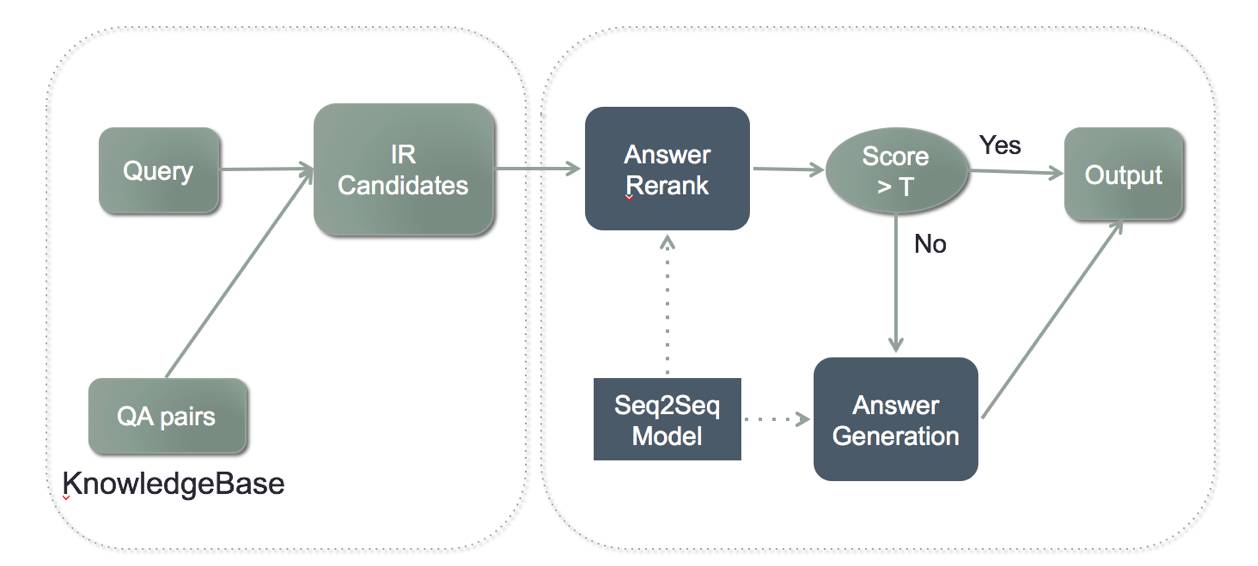 Query
IR
Candidates
QA pairs
KnowledgeBase
Answer
Rerank
Score
> T
Yes
Output
No
Seq2Seq
Model
Answer
Generation